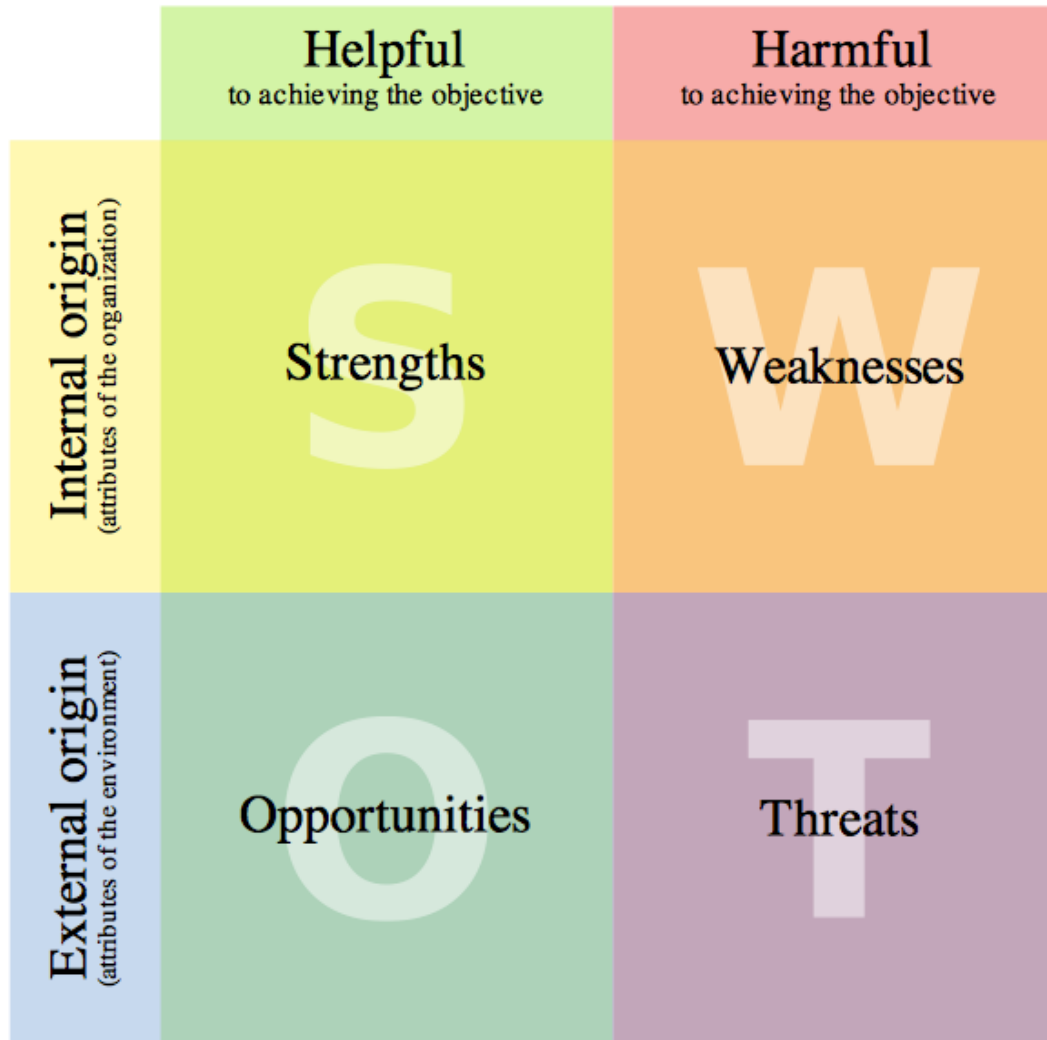 Helpful
to achieving the objective
Harmful
to achieving the objective
Internal origin
(attributes of the organization)
S
Strengths
W
Weaknesses
External origin
(attributes of the environment)
O
Opportunities
T
Threats